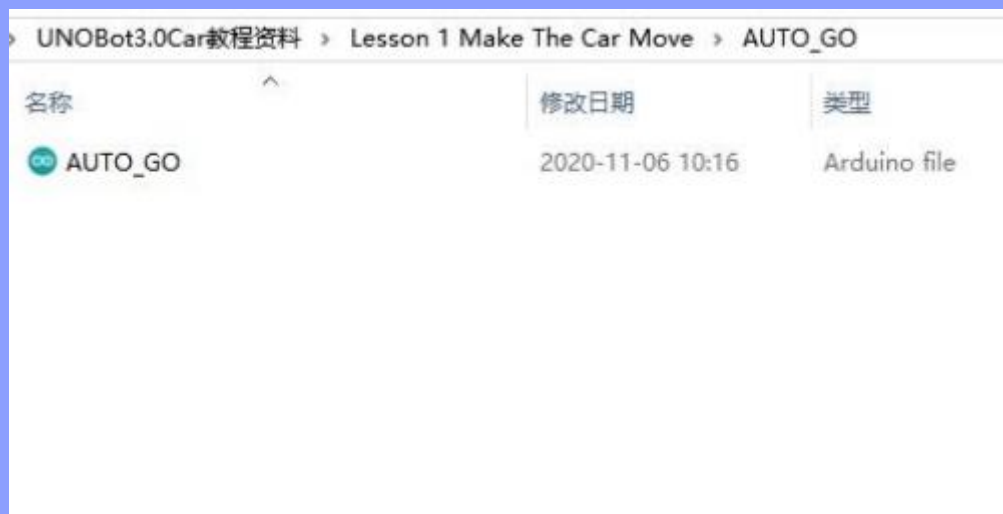 › UNOBot3.0Car教程资料 › Lesson 1 Make The Car Move › AUTO_GO
名称 修改日期 类型
AUTO_GO 2020-11-06 10:16 Arduino file